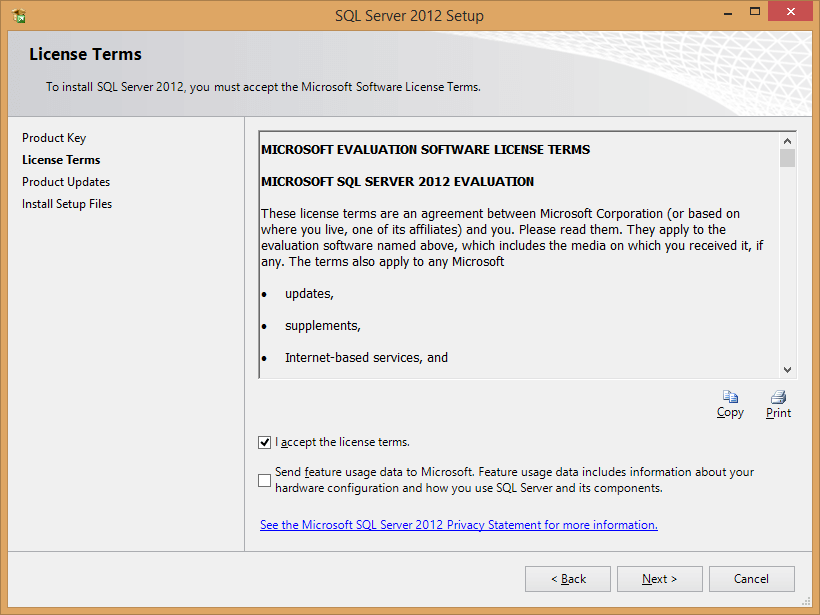 SQL Server 2012 Setup
License Terms
To install SQL Server 2012, you must accept the Microsoft Software License Terms.
Product Key
License Terms
Product Updates
Install Setup Files
MICROSOFT EVALUATION SOFTWARE LICENSE TERMS
MICROSOFT SQL SERVER 2012 EVALUATION
These license terms are an agreement between Microsoft Corporation (or based on
where you live, one of its affiliates) and you. Please read them. They apply to the
evaluation software named above, which includes the media on which you received it, if
any. The terms also apply to any Microsoft
• updates,
• supplements,
• Internet-based services, and
Copy
Print
I accept the license terms.
Send feature usage data to Microsoft. Feature usage data includes information about your
hardware configuration and how you use SQL Server and its components.
See the Microsoft SQL Server 2012 Privacy Statement for more information.
< Back
Next >
Cancel